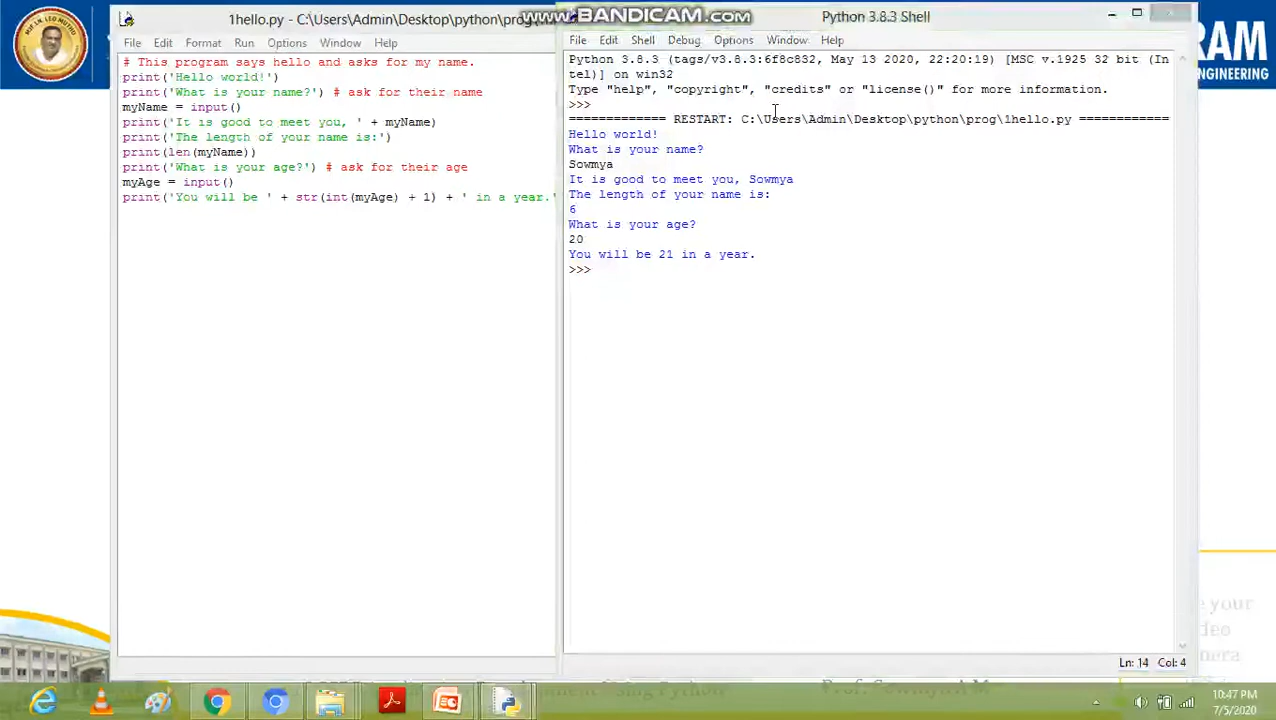 1hello.py - C:\Users\Admin\Desktop\python\prog\
File Edit Format Run Options Window Help
# This program says hello and asks for my name.
print('Hello world!')
print('What is your name?') # ask for their name
myName = input()
print('It is good to meet you, ' + myName)
print('The length of your name is:')
print(len(myName))
print('What is your age?') # ask for their age
myAge = input()
print('You will be ' + str(int(myAge) + 1) + ' in a year.'
www.BANDICAM.com
Python 3.8.3 Shell
File Edit Shell Debug Options Window Help
Python 3.8.3 (tags/v3.8.3:6f8c832, May 13 2020, 22:20:19) [MSC v.1925 32 bit (In
tel)] on win32
Type "help", "copyright", "credits" or "license()" for more information.
>>>
============= RESTART: C:\Users\Admin\Desktop\python\prog\1hello.py ============
Hello world!
What is your name?
Sowmya
It is good to meet you, Sowmya
The length of your name is:
6
What is your age?
20
You will be 21 in a year.
>>>
Ln: 14 Col: 4
RAM
e your
deo
nera
10:47 PM
7/5/2020